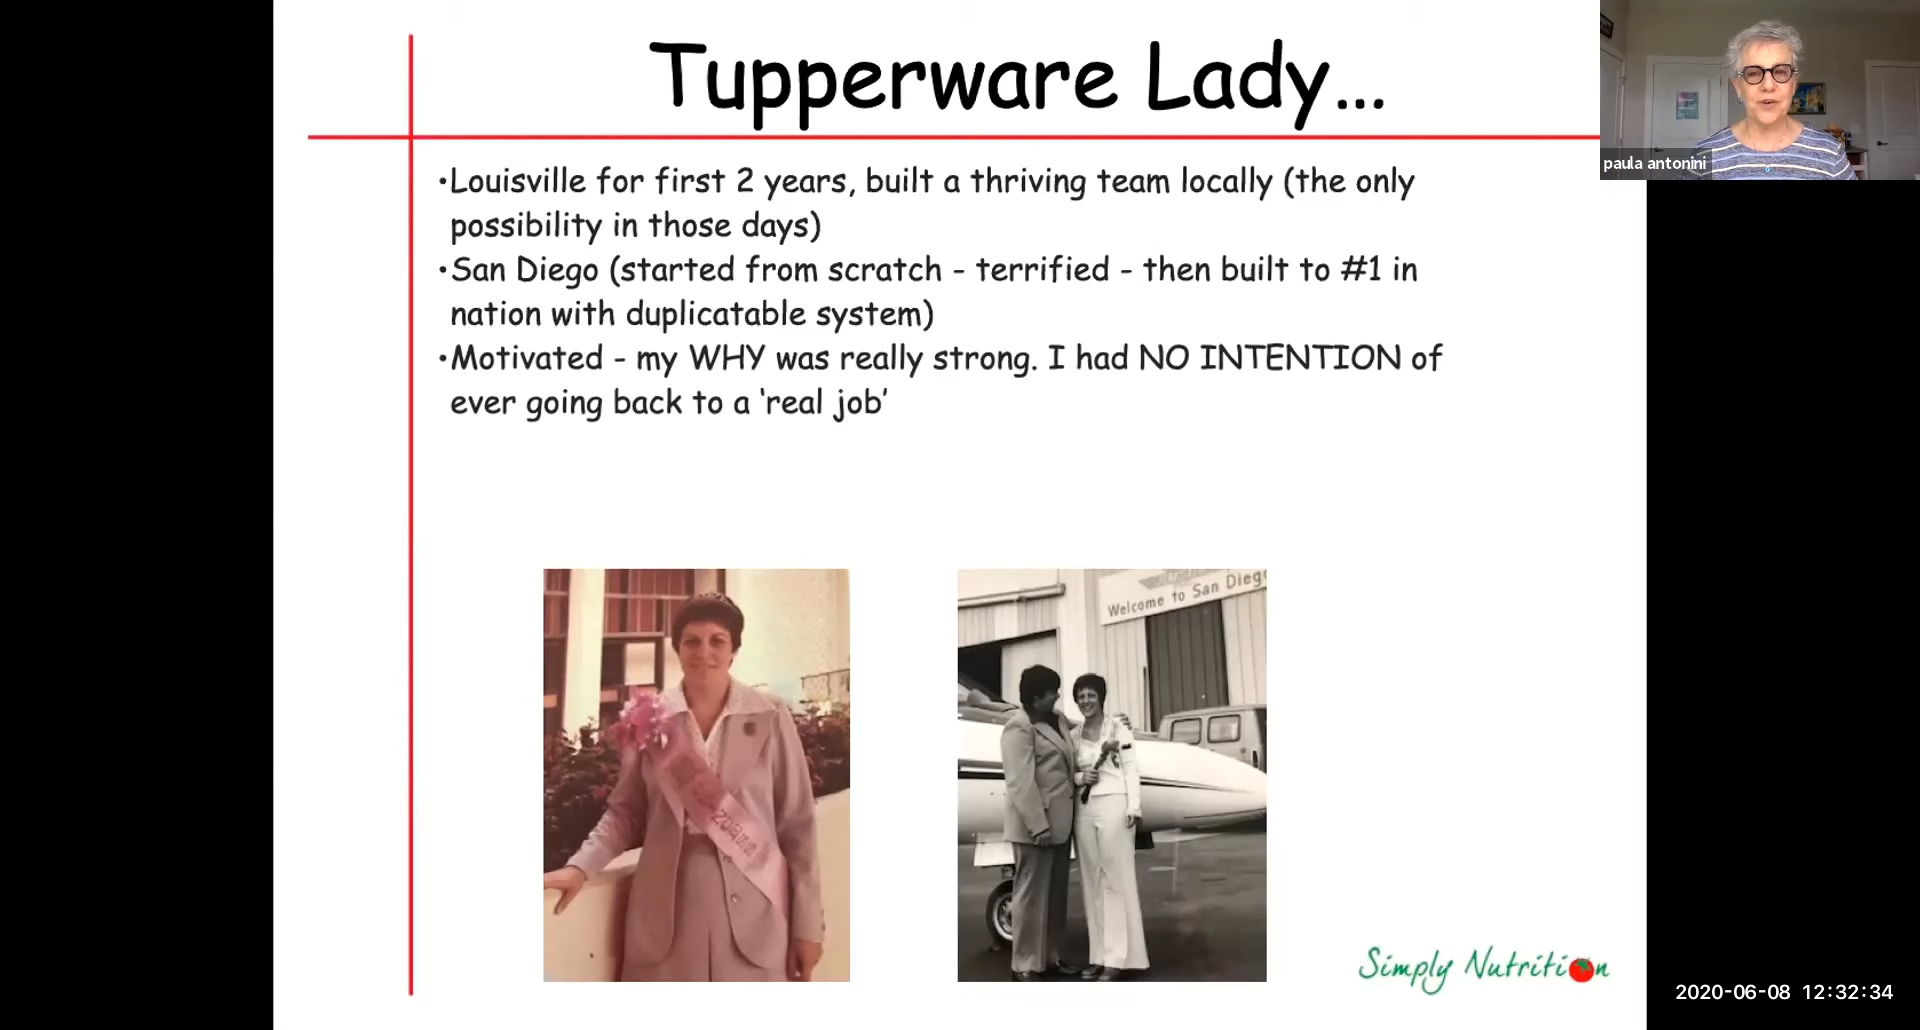 Tupperware Lady...
paula antonini
•Louisville for first 2 years, built a thriving team locally (the only
possibility in those days)
•San Diego (started from scratch - terrified - then built to #1 in
nation with duplicatable system)
•Motivated - my WHY was really strong. I had NO INTENTION of
ever going back to a ‘real job’
Welcome to San Dieg
Simply Nutrition
2020-06-08 12:32:34